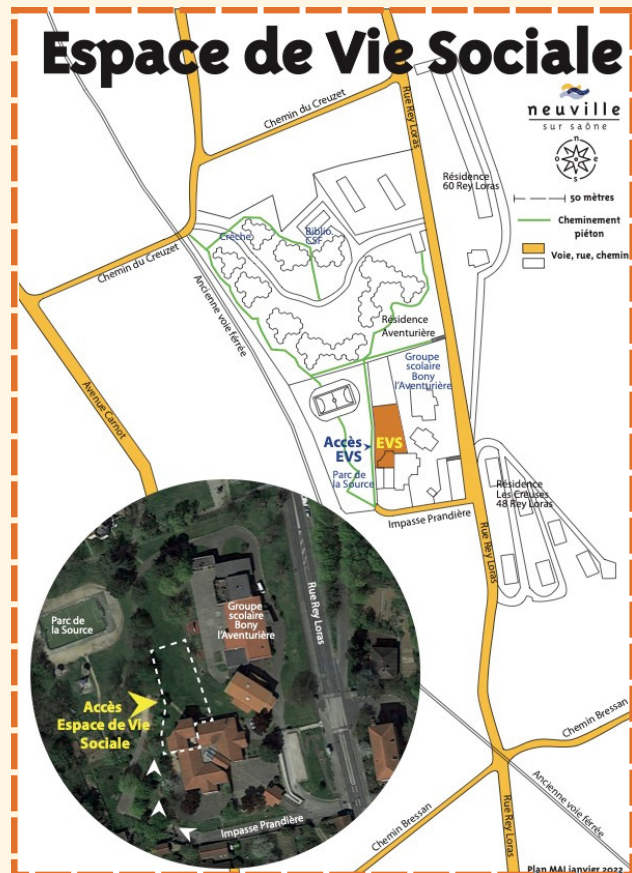 Espace de Vie Sociale
neuville
sur saône
n
o
e
s
50 mètres
Cheminement
piéton
Voie, rue, chemin
Chemin du Creuzet
Rue Rey Loras
Résidence
60 Rey Loras
Crèche
Biblio.
CSF
Chemin du Creuzet
Ancienne voie férrée
Résidence
Aventurière
Avenue Carnot
Groupe
scolaire
Bony
l'Aventurière
Accès
EVS
EVS
Parc de
la Source
Impasse Prandière
Résidence
Les Creuses
48 Rey Loras
Rue Rey Loras
Parc de
la Source
Groupe
scolaire
Bony
l'Aventurière
Rue Rey Loras
Accès
Espace de Vie
Sociale
Impasse Prandière
Chemin Bressan
Chemin Bressan
Rue Rey Loras
Ancienne voie férrée
Plan MAJ janvier 2022